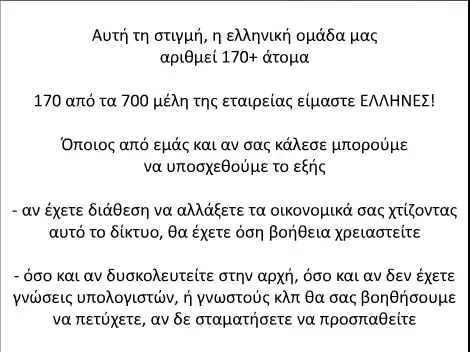 Αυτή τη στιγμή, η ελληνική ομάδα μας
αριθμεί 170+ άτομα
170 από τα 700 μέλη της εταιρείας είμαστε ΕΛΛΗΝΕΣ!
Όποιος από εμάς και αν σας κάλεσε μπορούμε
να υποσχεθούμε το εξής
- αν έχετε διάθεση να αλλάξετε τα οικονομικά σας χτίζοντας
αυτό το δίκτυο, θα έχετε όση βοήθεια χρειαστείτε
- όσο και αν δυσκολευτείτε στην αρχή, όσο και αν δεν έχετε
γνώσεις υπολογιστών, ή γνωστούς κλπ θα σας βοηθήσουμε
να πετύχετε, αν δε σταματήσετε να προσπαθείτε